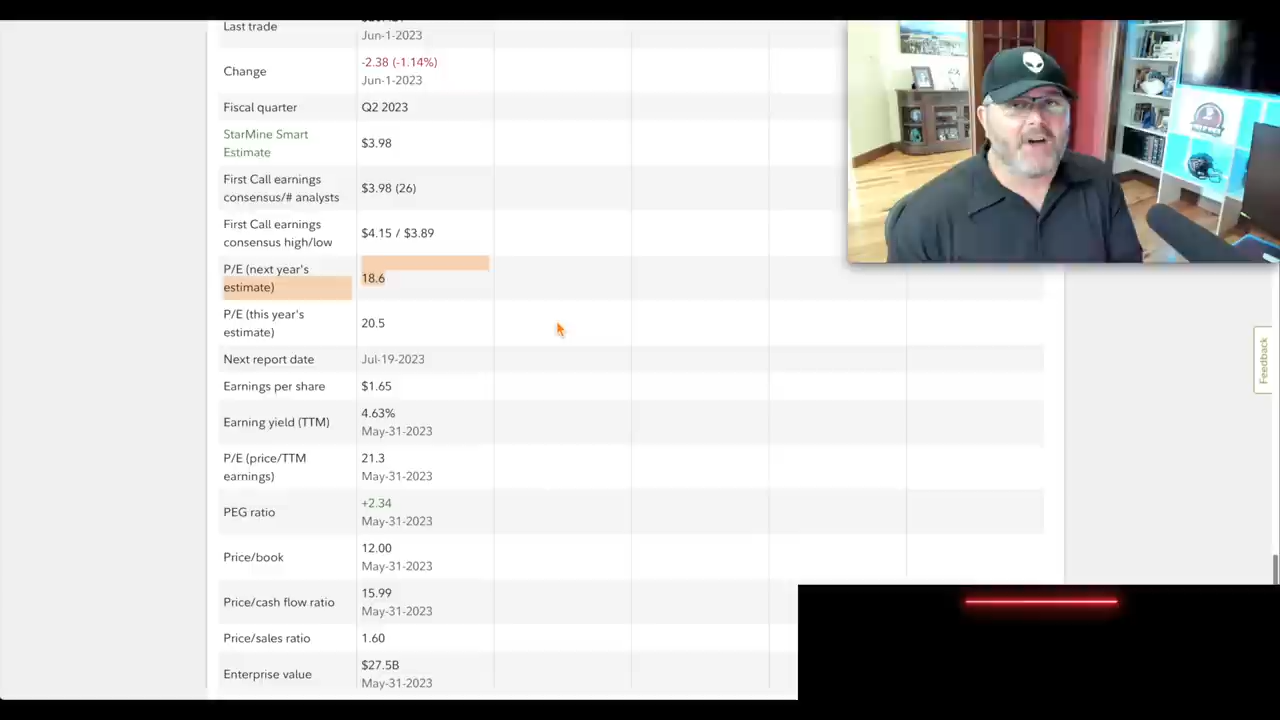 Last trade
Jun-1-2023
Change
-2.38 (-1.14%)
Jun-1-2023
Fiscal quarter
Q2 2023
StarMine Smart
Estimate
$3.98
First Call earnings
consensus/# analysts
$3.98 (26)
First Call earnings
consensus high/low
$4.15 / $3.89
P/E (next year's
estimate)
18.6
P/E (this year's
estimate)
20.5
Next report date
Jul-19-2023
Earnings per share
$1.65
Earning yield (TTM)
4.63%
May-31-2023
P/E (price/TTM
earnings)
21.3
May-31-2023
PEG ratio
+2.34
May-31-2023
Price/book
12.00
May-31-2023
Price/cash flow ratio
15.99
May-31-2023
Price/sales ratio
1.60
Enterprise value
$27.5B
May-31-2023
Feedback